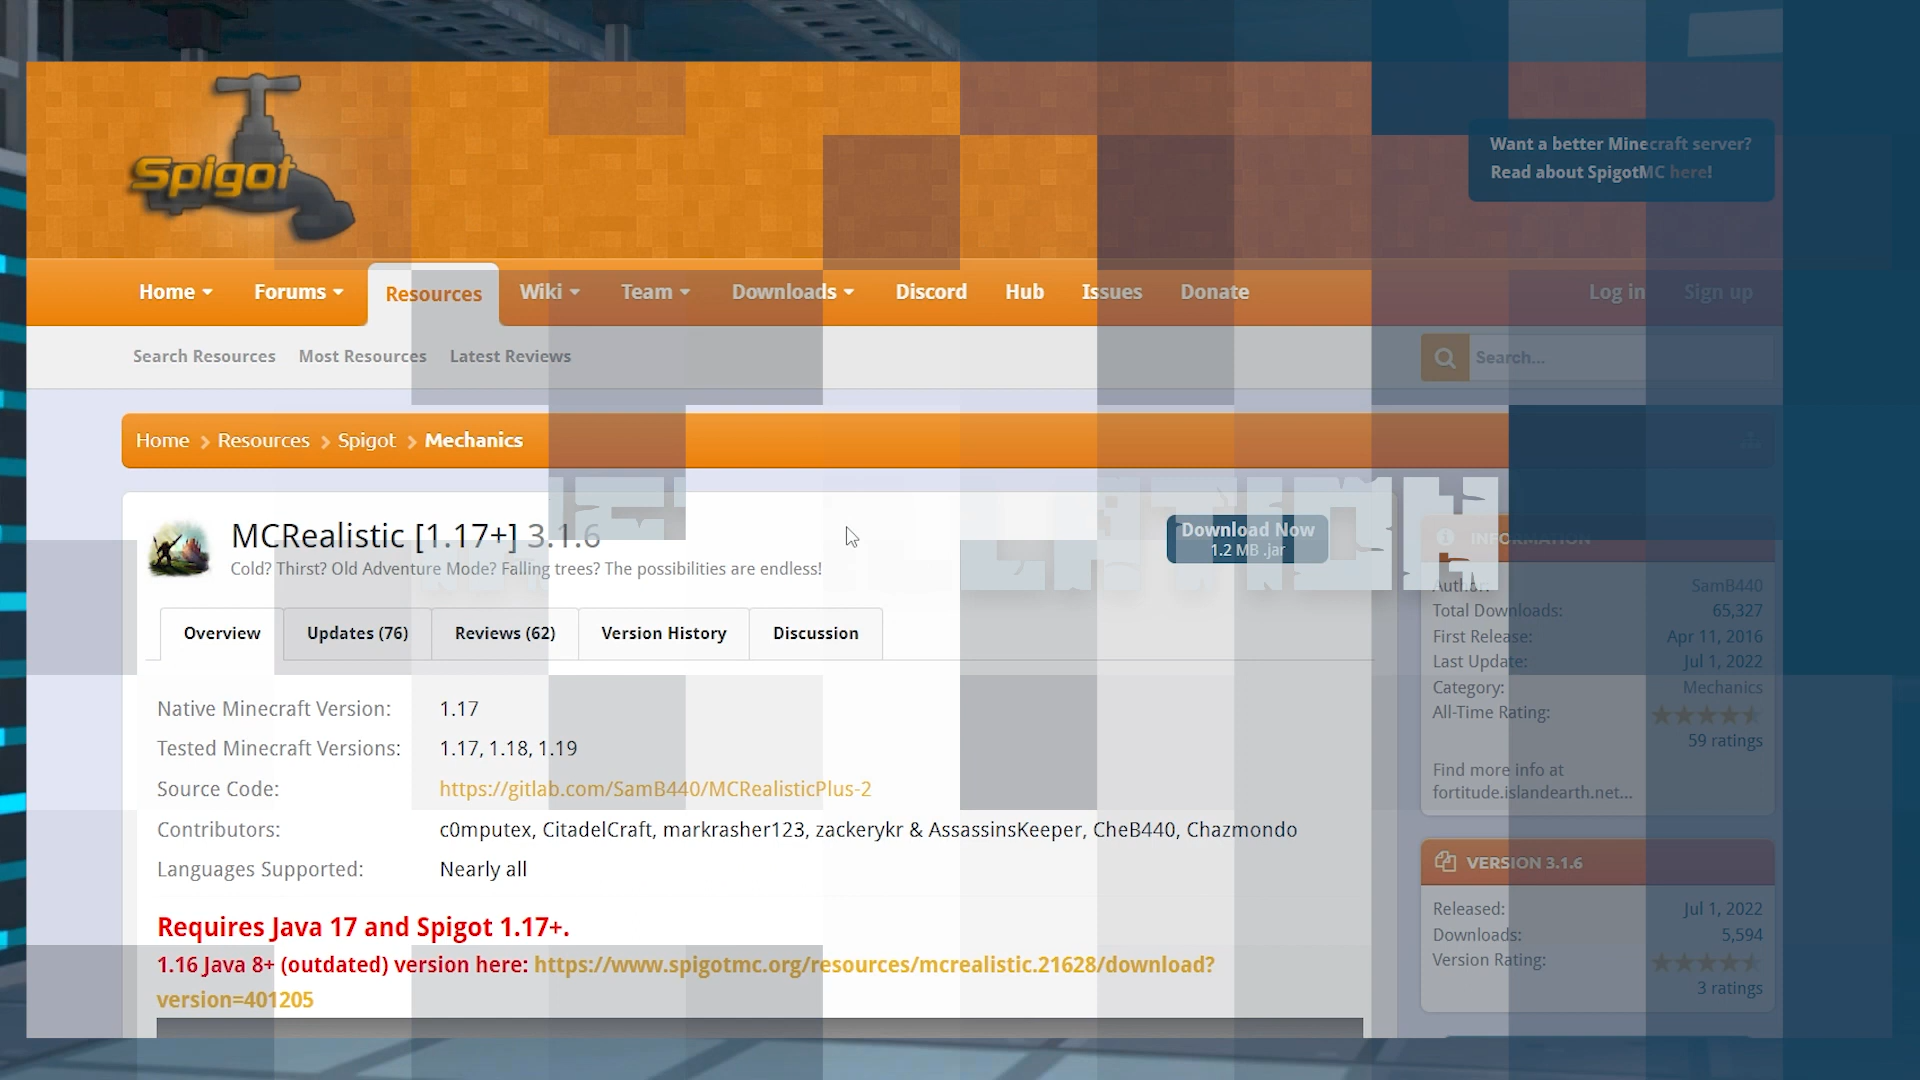 Spigot
Want a better Minecraft server?
Read about SpigotMC here!
Home Forums Resources Wiki Team Downloads Discord Hub Issues Donate Log in Sign up
Search Resources Most Resources Latest Reviews
Search...
Home Resources Spigot Mechanics
MCRealistic [1.17+] 3.1.6
Cold? Thirst? Old Adventure Mode? Falling trees? The possibilities are endless!
Download Now
1.2 MB .jar
Overview Updates (76) Reviews (62) Version History Discussion
Native Minecraft Version: 1.17
Tested Minecraft Versions: 1.17, 1.18, 1.19
Source Code: https://gitlab.com/SamB440/MCRealisticPlus-2
Contributors: c0mputex, CitadelCraft, markrasher123, zackerykr & AssassinsKeeper, CheB440, Chazmondo
Languages Supported: Nearly all
Requires Java 17 and Spigot 1.17+.
1.16 Java 8+ (outdated) version here: https://www.spigotmc.org/resources/mcrealistic.21628/download?
version=401205
INFORMATION
Author: SamB440
Total Downloads: 65,327
First Release: Apr 11, 2016
Last Update: Jul 1, 2022
Category: Mechanics
All-Time Rating:
59 ratings
Find more info at
fortitude.islandearth.net...
VERSION 3.1.6
Released: Jul 1, 2022
Downloads: 5,594
Version Rating:
3 ratings